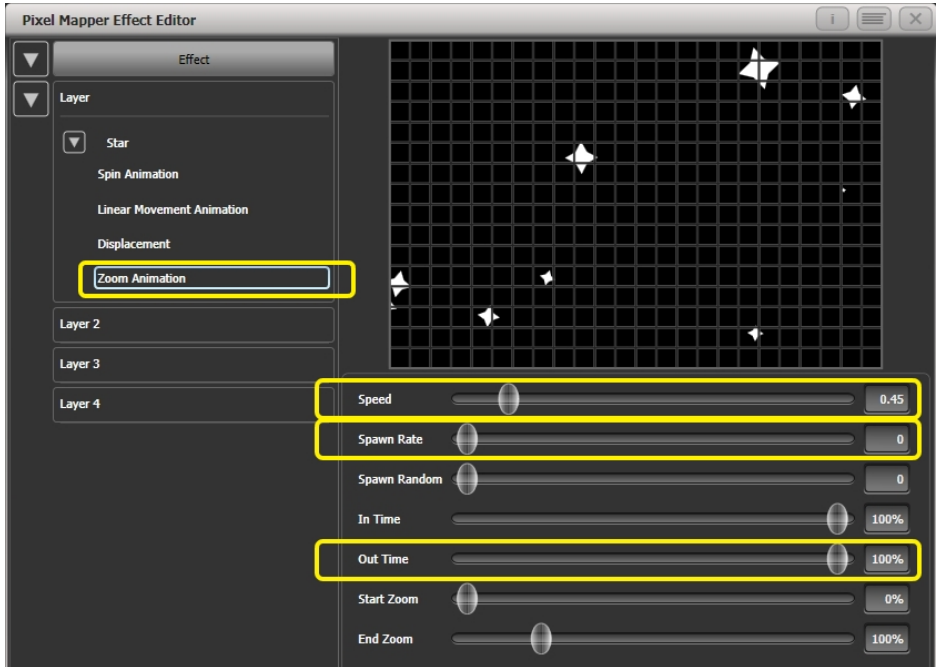 Pixel Mapper Effect Editor
i
Effect
Layer
Star
Spin Animation
Linear Movement Animation
Displacement
Zoom Animation
Layer 2
Layer 3
Layer 4
Speed 0.45
Spawn Rate 0
Spawn Random 0
In Time 100%
Out Time 100%
Start Zoom 0%
End Zoom 100%